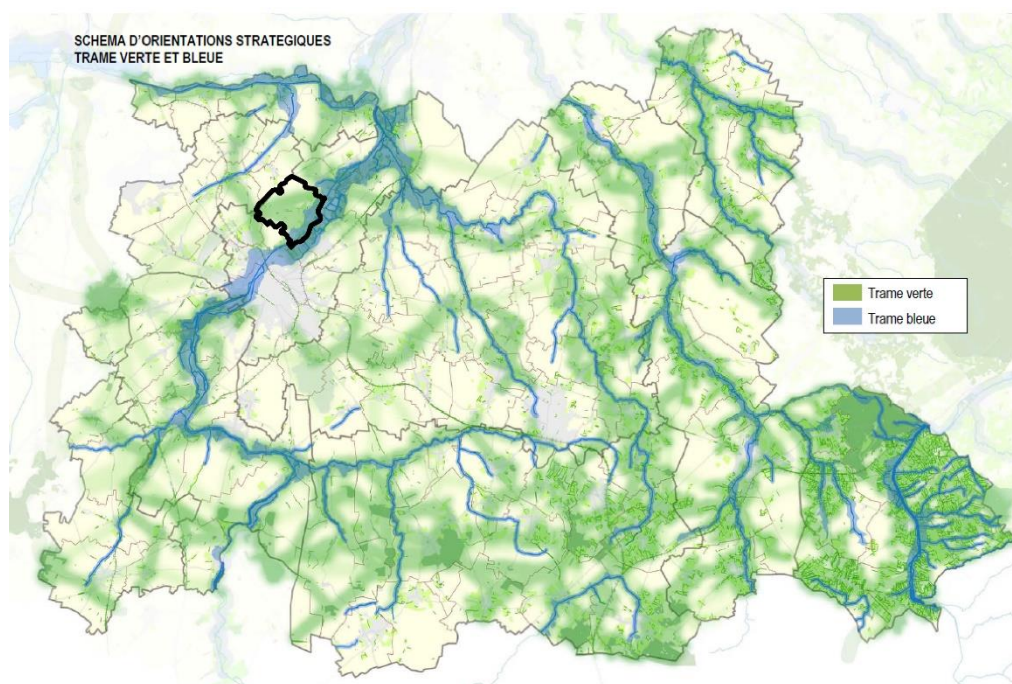 SCHEMA D'ORIENTATIONS STRATEGIQUES
TRAME VERTE ET BLEUE
Trame verte
Trame bleue